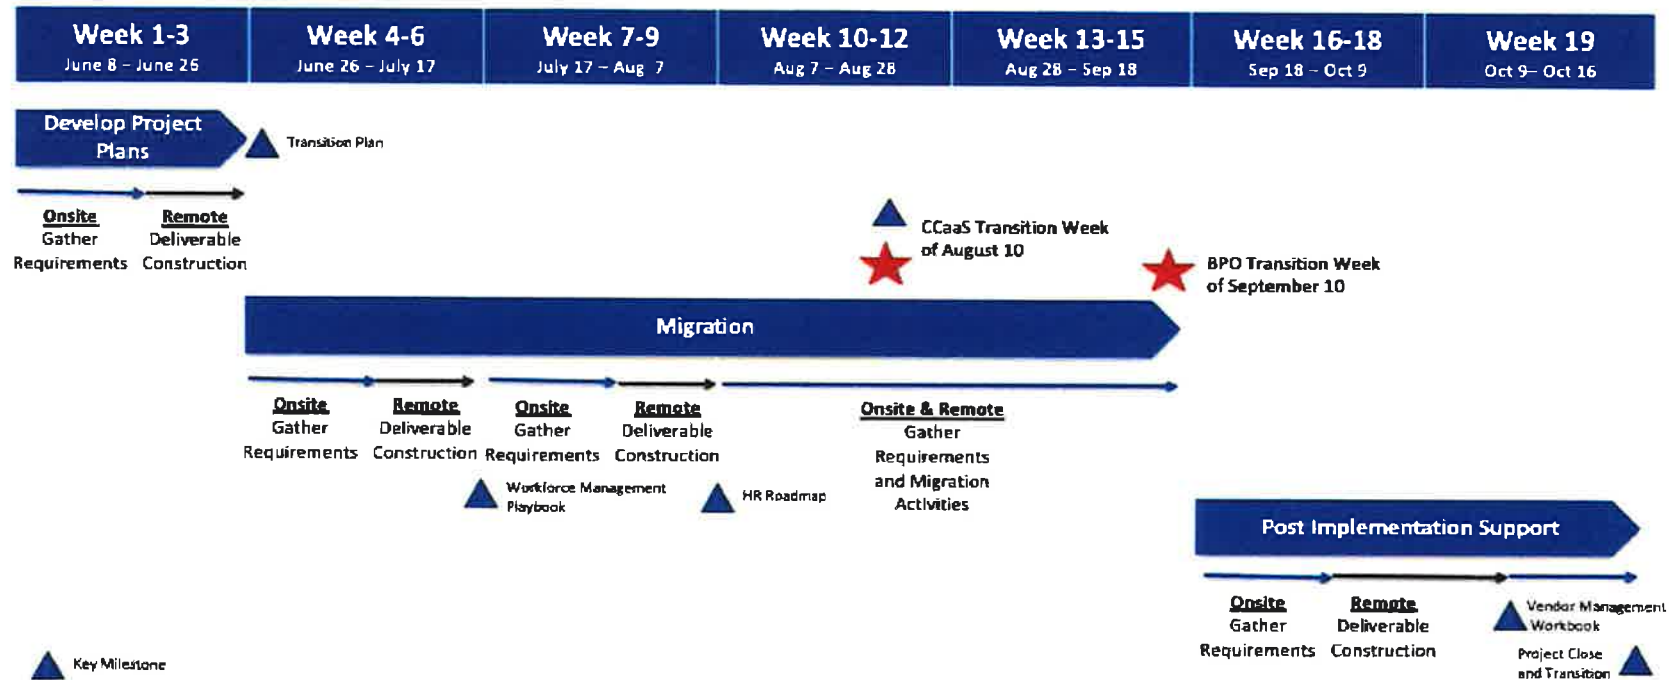 Week 1-3
June 8 – June 26
Week 4-6
June 26 – July 17
Week 7-9
July 17 – Aug 7
Week 10-12
Aug 7 – Aug 28
Week 13-15
Aug 28 – Sep 18
Week 16-18
Sep 18 – Oct 9
Week 19
Oct 9– Oct 16
Develop Project
Plans
Transition Plan
Onsite
Gather
Requirements
Remote
Deliverable
Construction
CCaaS Transition Week
of August 10
BPO Transition Week
of September 10
Migration
Onsite
Gather
Requirements
Remote
Deliverable
Construction
Onsite
Gather
Requirements
Remote
Deliverable
Construction
Onsite & Remote
Gather
Requirements
and Migration
Activities
Workforce Management
Playbook
HR Roadmap
Post Implementation Support
Onsite
Gather
Requirements
Remote
Deliverable
Construction
Vendor Management
Workbook
Project Close
and Transition
Key Milestone